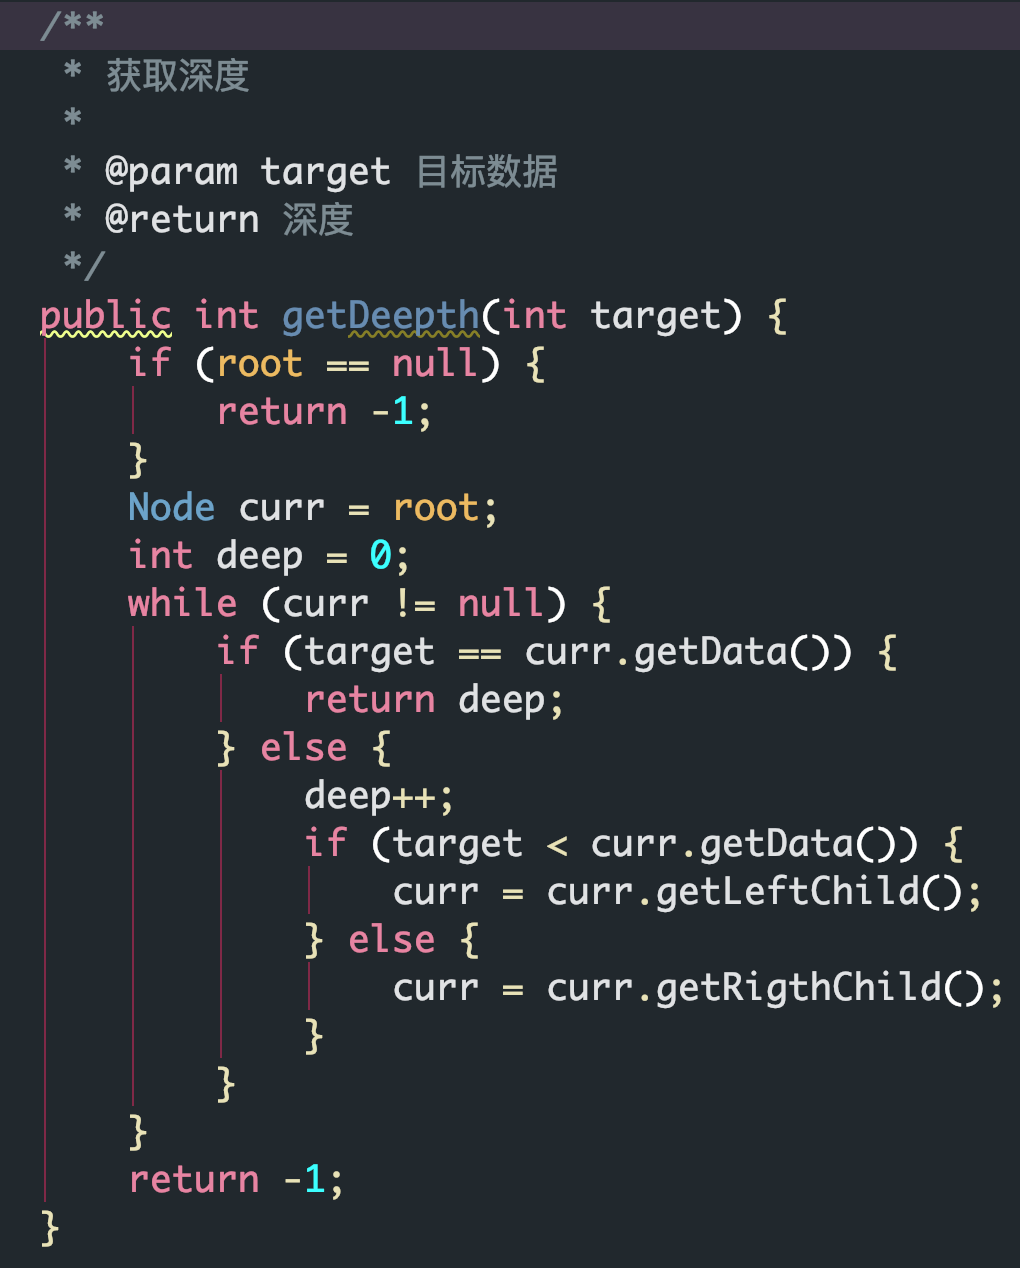 /**
 * 获取深度
 *
 * @param target 目标数据
 * @return 深度
 */
public int getDeepth(int target) {
    if (root == null) {
        return -1;
    }
    Node curr = root;
    int deep = 0;
    while (curr != null) {
        if (target == curr.getData()) {
            return deep;
        } else {
            deep++;
            if (target < curr.getData()) {
                curr = curr.getLeftChild();
            } else {
                curr = curr.getRigthChild();
            }
        }
    }
    return -1;
}